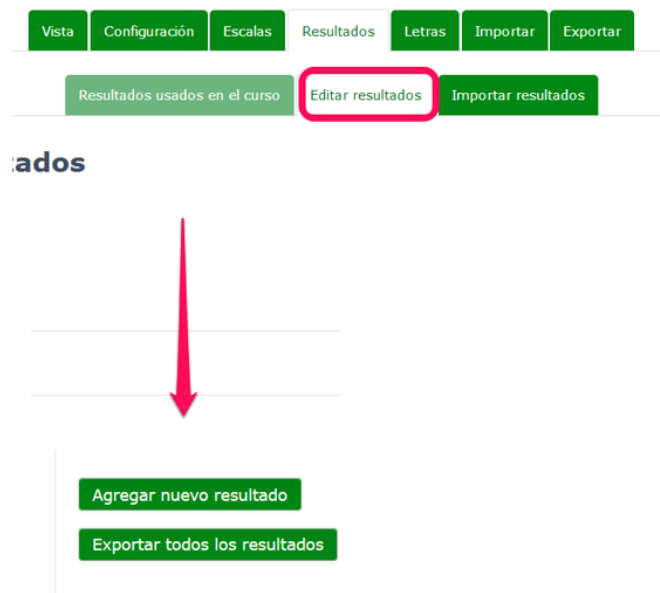 Vista Configuración Escalas Resultados Letras Importar Exportar
Resultados usados en el curso Editar resultados Importar resultados
tados
Agregar nuevo resultado
Exportar todos los resultados